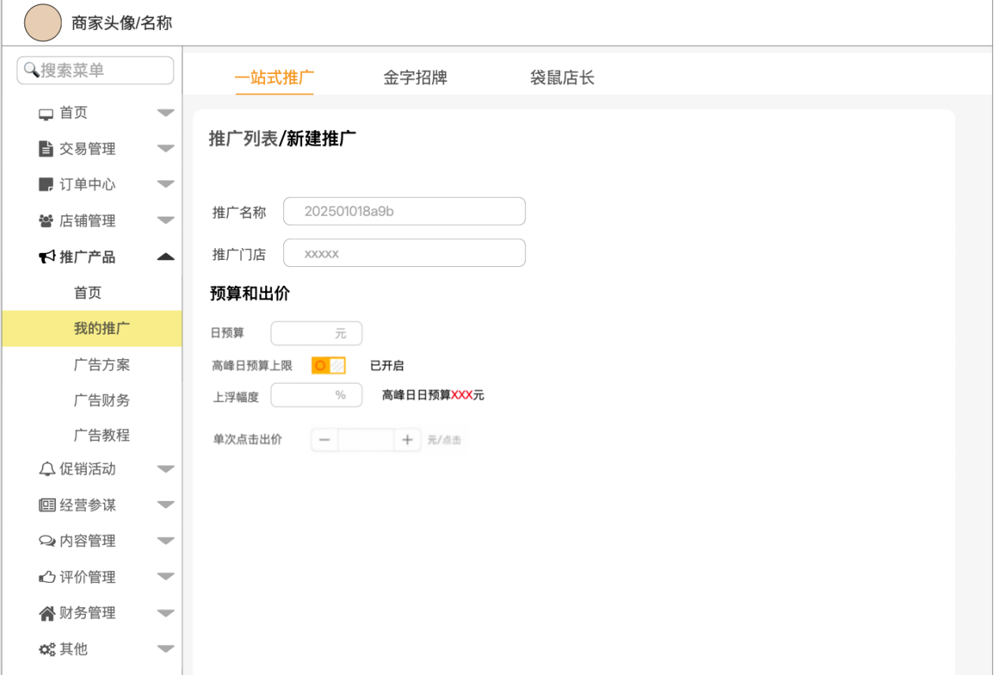 商家头像/名称
搜索菜单
一站式推广 金字招牌 袋鼠店长
首页
交易管理
订单中心
店铺管理
推广产品
首页
我的推广
广告方案
广告财务
广告教程
促销活动
经营参谋
内容管理
评价管理
财务管理
其他
推广列表/新建推广
推广名称 202501018a9b
推广门店 xxxxx
预算和出价
日预算 元
高峰日预算上限 已开启
上浮幅度 % 高峰日日预算XXX元
单次点击出价 − + 元/点击